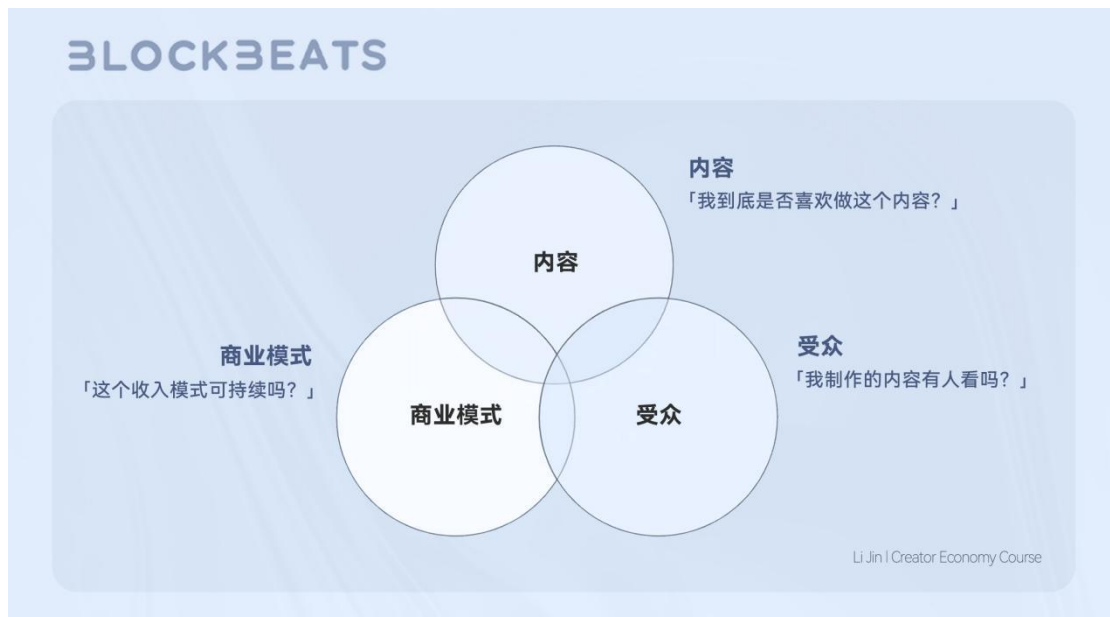 BLOCKBEATS
内容
「我到底是否喜欢做这个内容？」
内容
商业模式
「这个收入模式可持续吗？」
受众
「我制作的内容有人看吗？」
商业模式
受众
Li Jin | Creator Economy Course